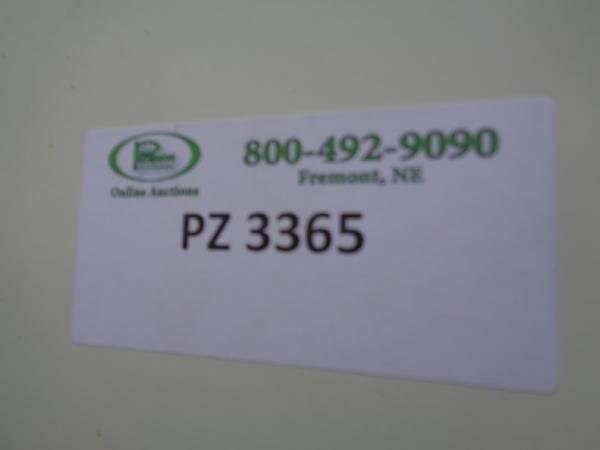 800-492-9090
Fremont, NE
Online Auctions
PZ 3365